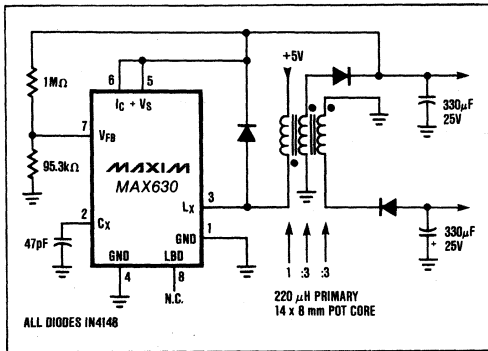 +5V
6
5
1MΩ
IC + VS
330μF
25V
7
VFB
MAXIM
MAX630
95.3kΩ
3
LX
2
CX
GND
1
47pF
330μF
25V
+
GND
LBD
1
:3
:3
4
8
N.C.
220 μH PRIMARY
14 x 8 mm POT CORE
ALL DIODES IN4148